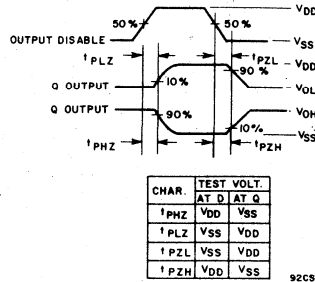 VDD
50% 50%
OUTPUT DISABLE VSS
tPLZ tPZL VDD
90%
Q OUTPUT 10% VOL
Q OUTPUT VOH
90% 10%
VSS
tPHZ tPZH
CHAR. TEST VOLT.
AT D AT Q
tPHZ VDD VSS
tPLZ VSS VDD
tPZL VSS VDD
tPZH VDD VSS
92CS